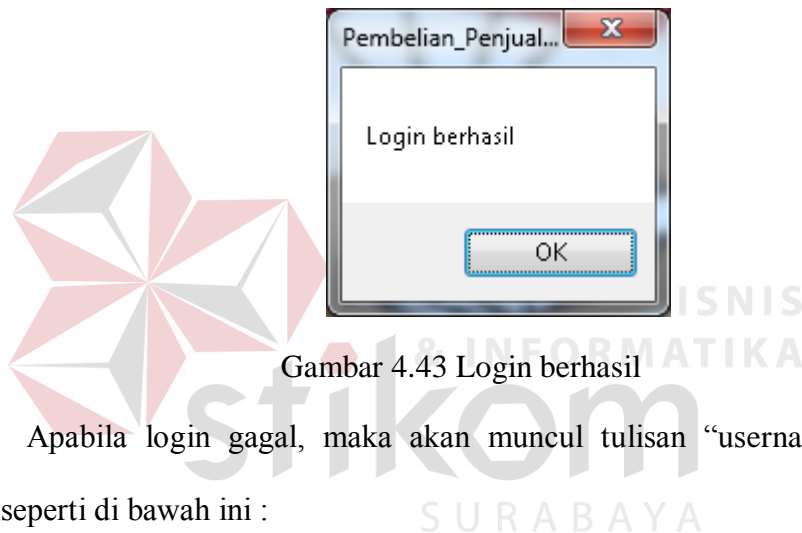 Pembelian_Penjual...
Login berhasil
OK
ISNIS
& INFORMATIKA
Gambar 4.43 Login berhasil
stikom
Apabila login gagal, maka akan muncul tulisan “userna
seperti di bawah ini :
SURABAYA